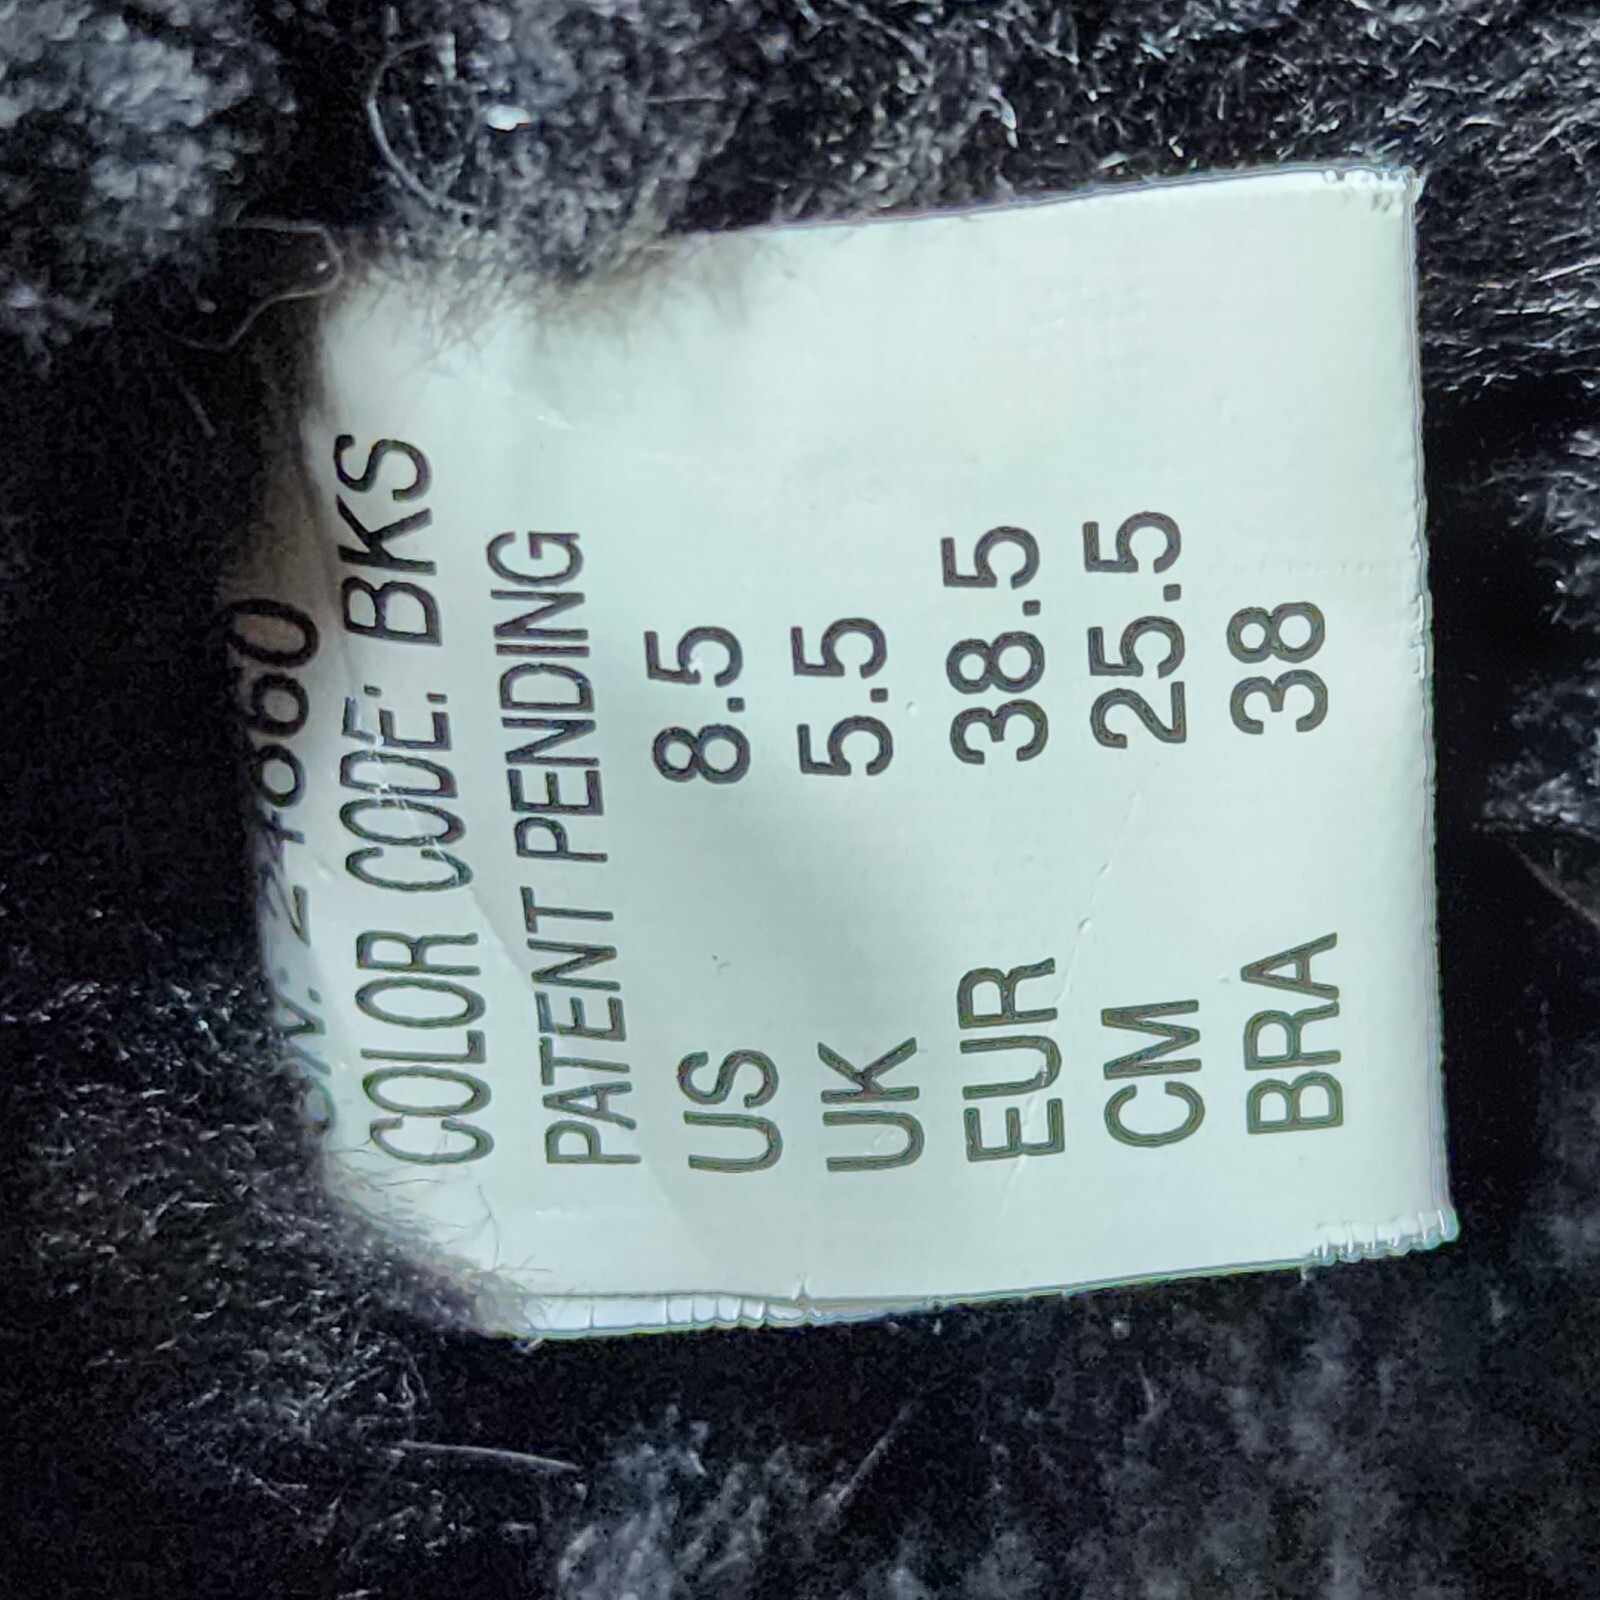 COLOR CODE: BKS
PATENT PENDING
US 8.5
UK 5.5
EUR 38.5
CM 25.5
BRA 38